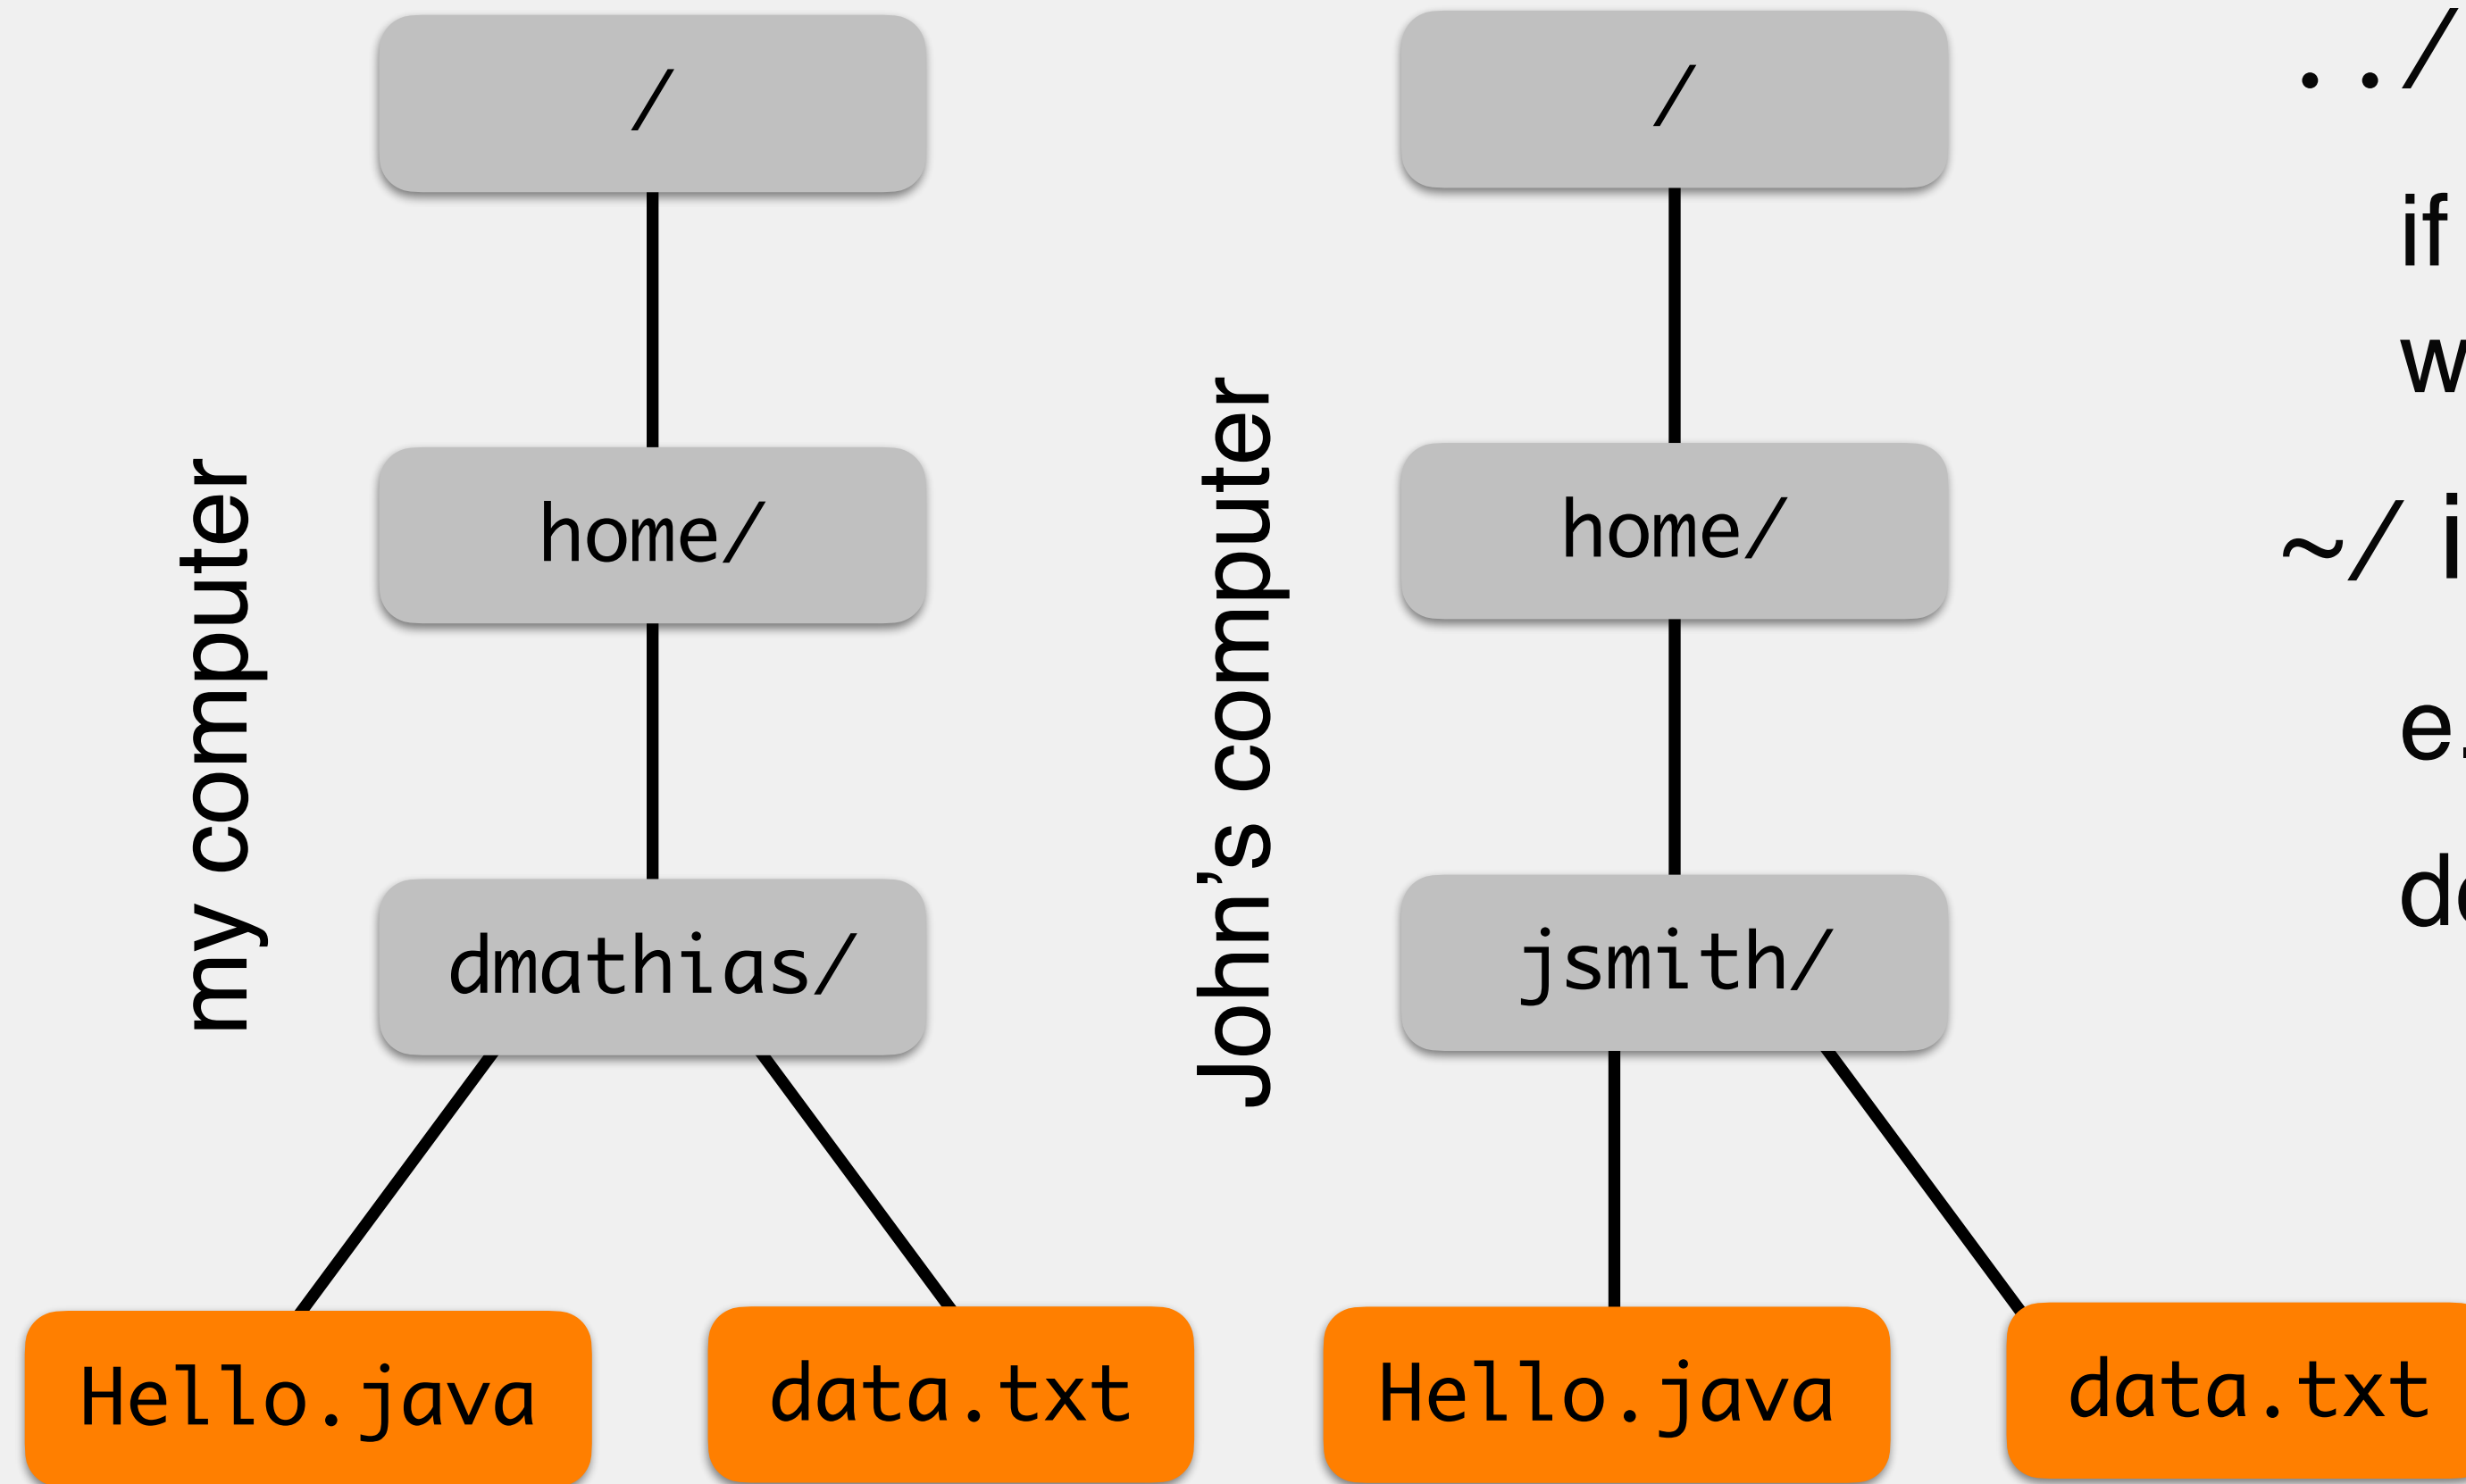 /
home/
my computer
dmathias/
Hello.java
data.txt
/
home/
John’s computer
jsmith/
Hello.java
data.txt
../
if
~/